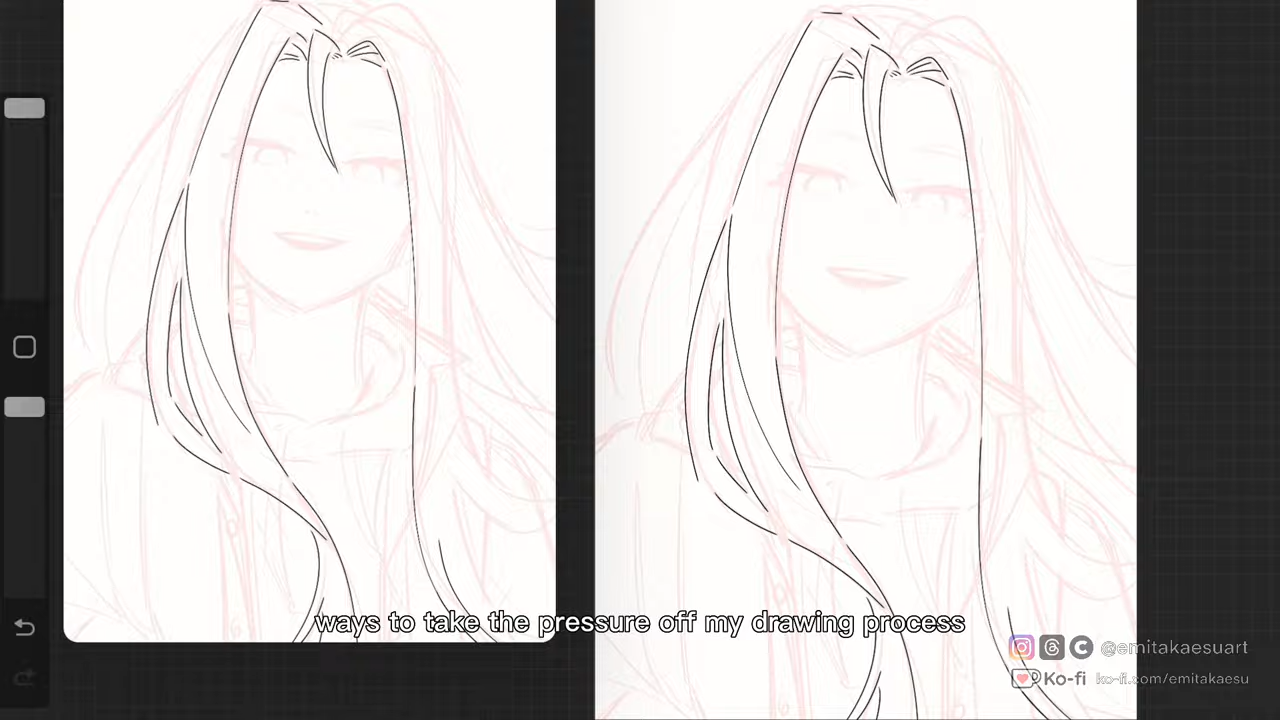 ways to take the pressure off my drawing process
@emitakaesuart
Ko-fi ko-fi.com/emitakaesu